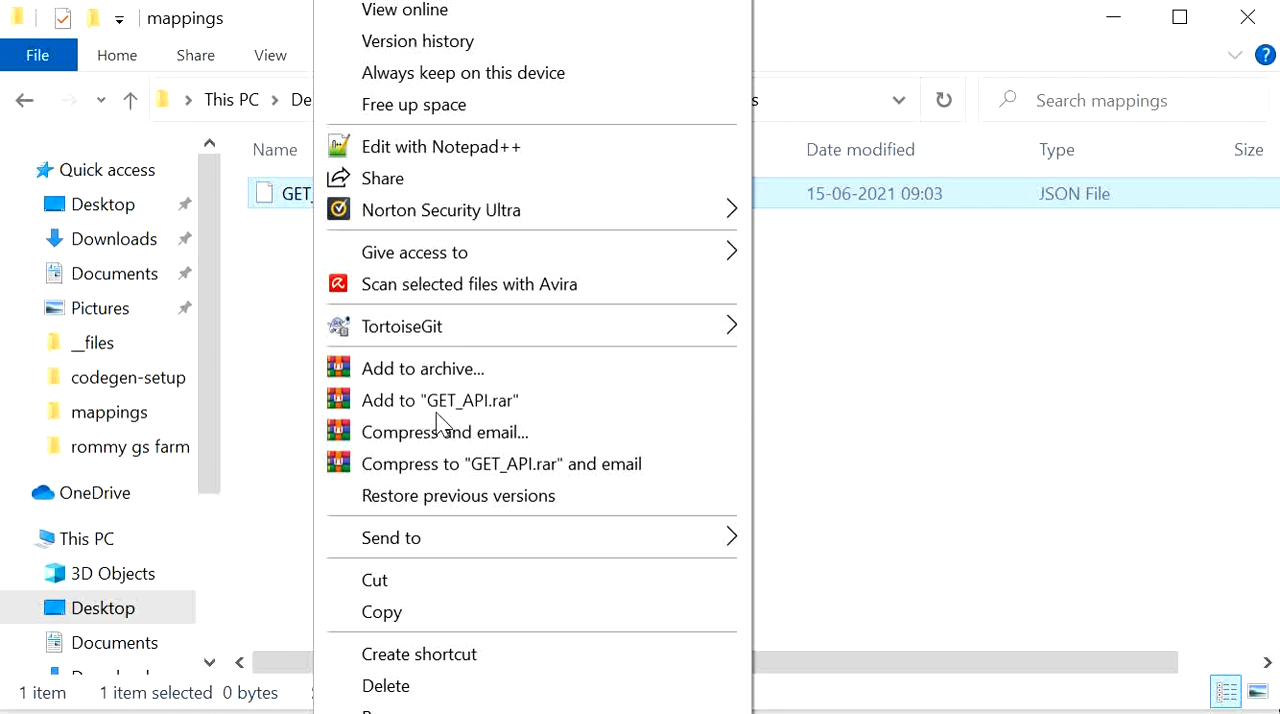 mappings
File
Home
Share
View
This PC
De
s
Search mappings
Name
Date modified
Type
Size
GET_
15-06-2021 09:03
JSON File
Quick access
Desktop
Downloads
Documents
Pictures
__files
codegen-setup
mappings
rommy gs farm
OneDrive
This PC
3D Objects
Desktop
Documents
View online
Version history
Always keep on this device
Free up space
Edit with Notepad++
Share
Norton Security Ultra
Give access to
Scan selected files with Avira
TortoiseGit
Add to archive...
Add to "GET_API.rar"
Compress and email...
Compress to "GET_API.rar" and email
Restore previous versions
Send to
Cut
Copy
Create shortcut
Delete
1 item
1 item selected
0 bytes